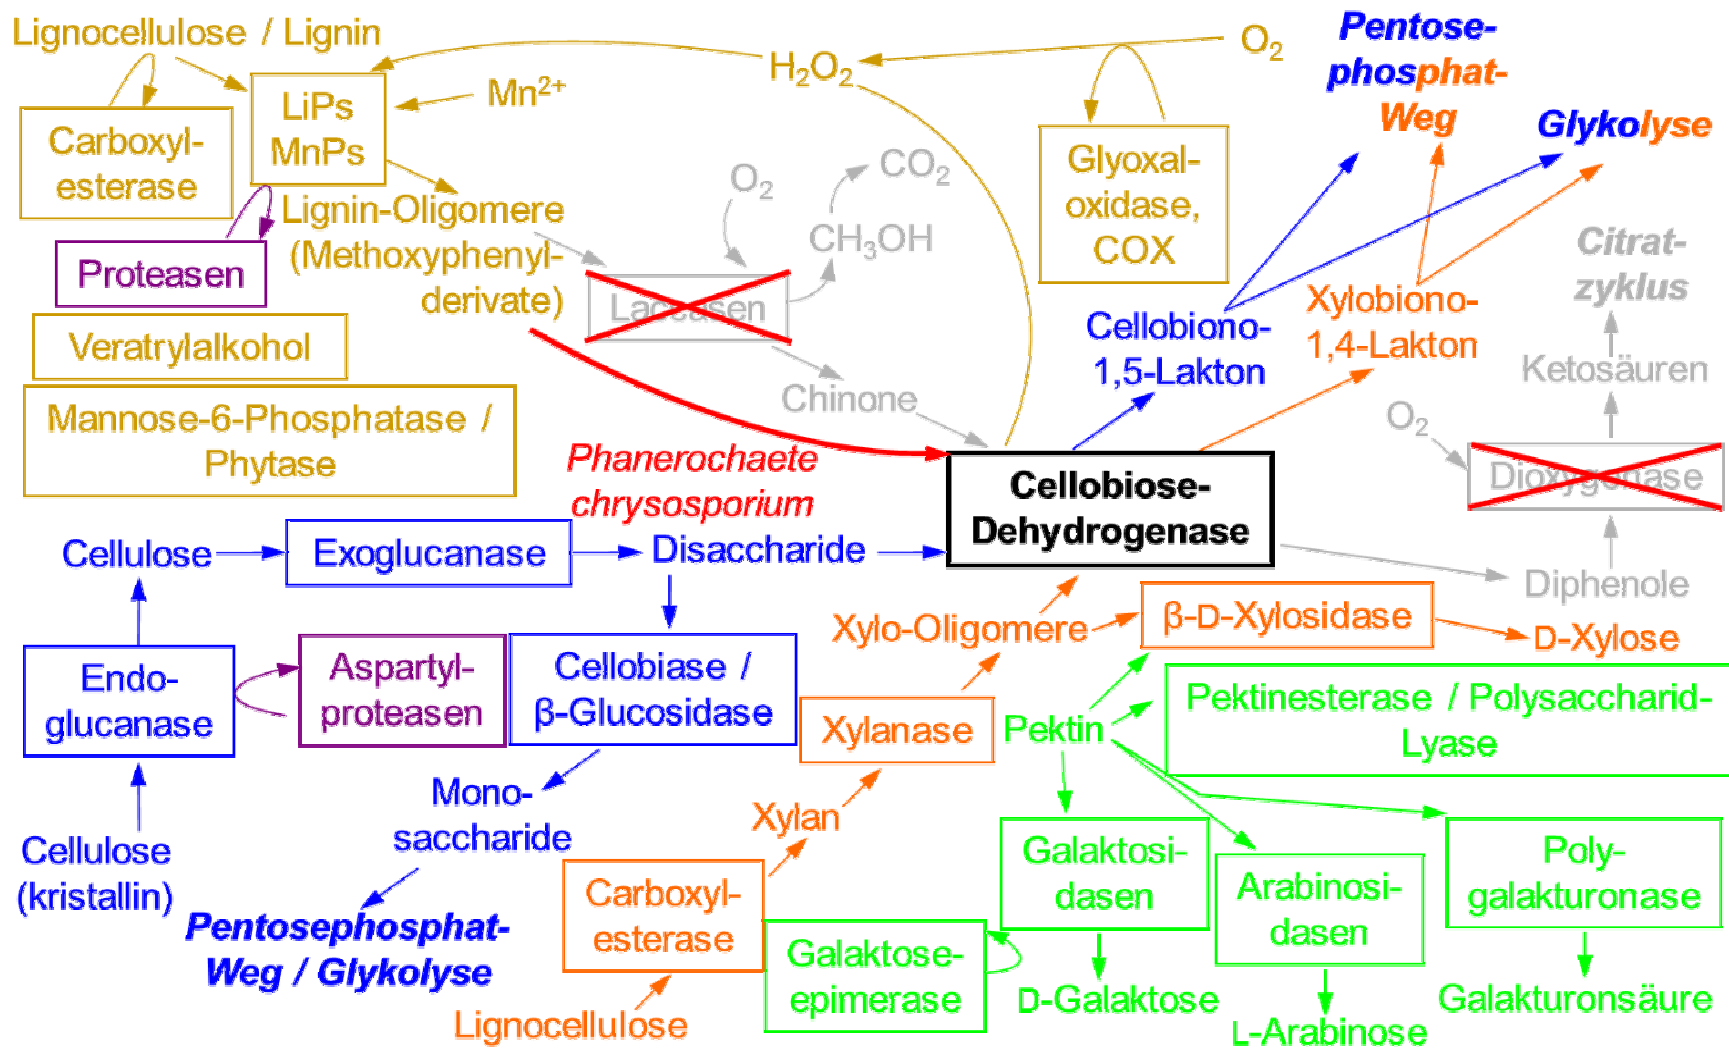 Lignocellulose / Lignin
Carboxyl-
esterase
LiPs
MnPs
Mn2+
H2O2
O2
Pentose-
phosphat-
Weg
Glykolyse
Glyoxal-
oxidase,
COX
Proteasen
Lignin-Oligomere
(Methoxyphenyl-
derivate)
O2
CO2
CH3OH
Laccasen
Chinone
Veratrylalkohol
Mannose-6-Phosphatase /
Phytase
Cellobiono-
1,5-Lakton
Xylobiono-
1,4-Lakton
Citrat-
zyklus
Ketosäuren
O2
Dioxygenase
Diphenole
Phanerochaete
chrysosporium
Cellobiose-
Dehydrogenase
Cellulose
Exoglucanase
Disaccharide
Endo-
glucanase
Aspartyl-
proteasen
Cellobiase /
β-Glucosidase
Xylo-Oligomere
β-D-Xylosidase
D-Xylose
Xylanase
Pektin
Pektinesterase / Polysaccharid-
Lyase
Cellulose
(kristallin)
Mono-
saccharide
Pentosephosphat-
Weg / Glykolyse
Xylan
Carboxyl-
esterase
Lignocellulose
Galaktosi-
dasen
Arabinosi-
dasen
Poly-
galakturonase
Galaktose-
epimerase
D-Galaktose
L-Arabinose
Galakturonsäure